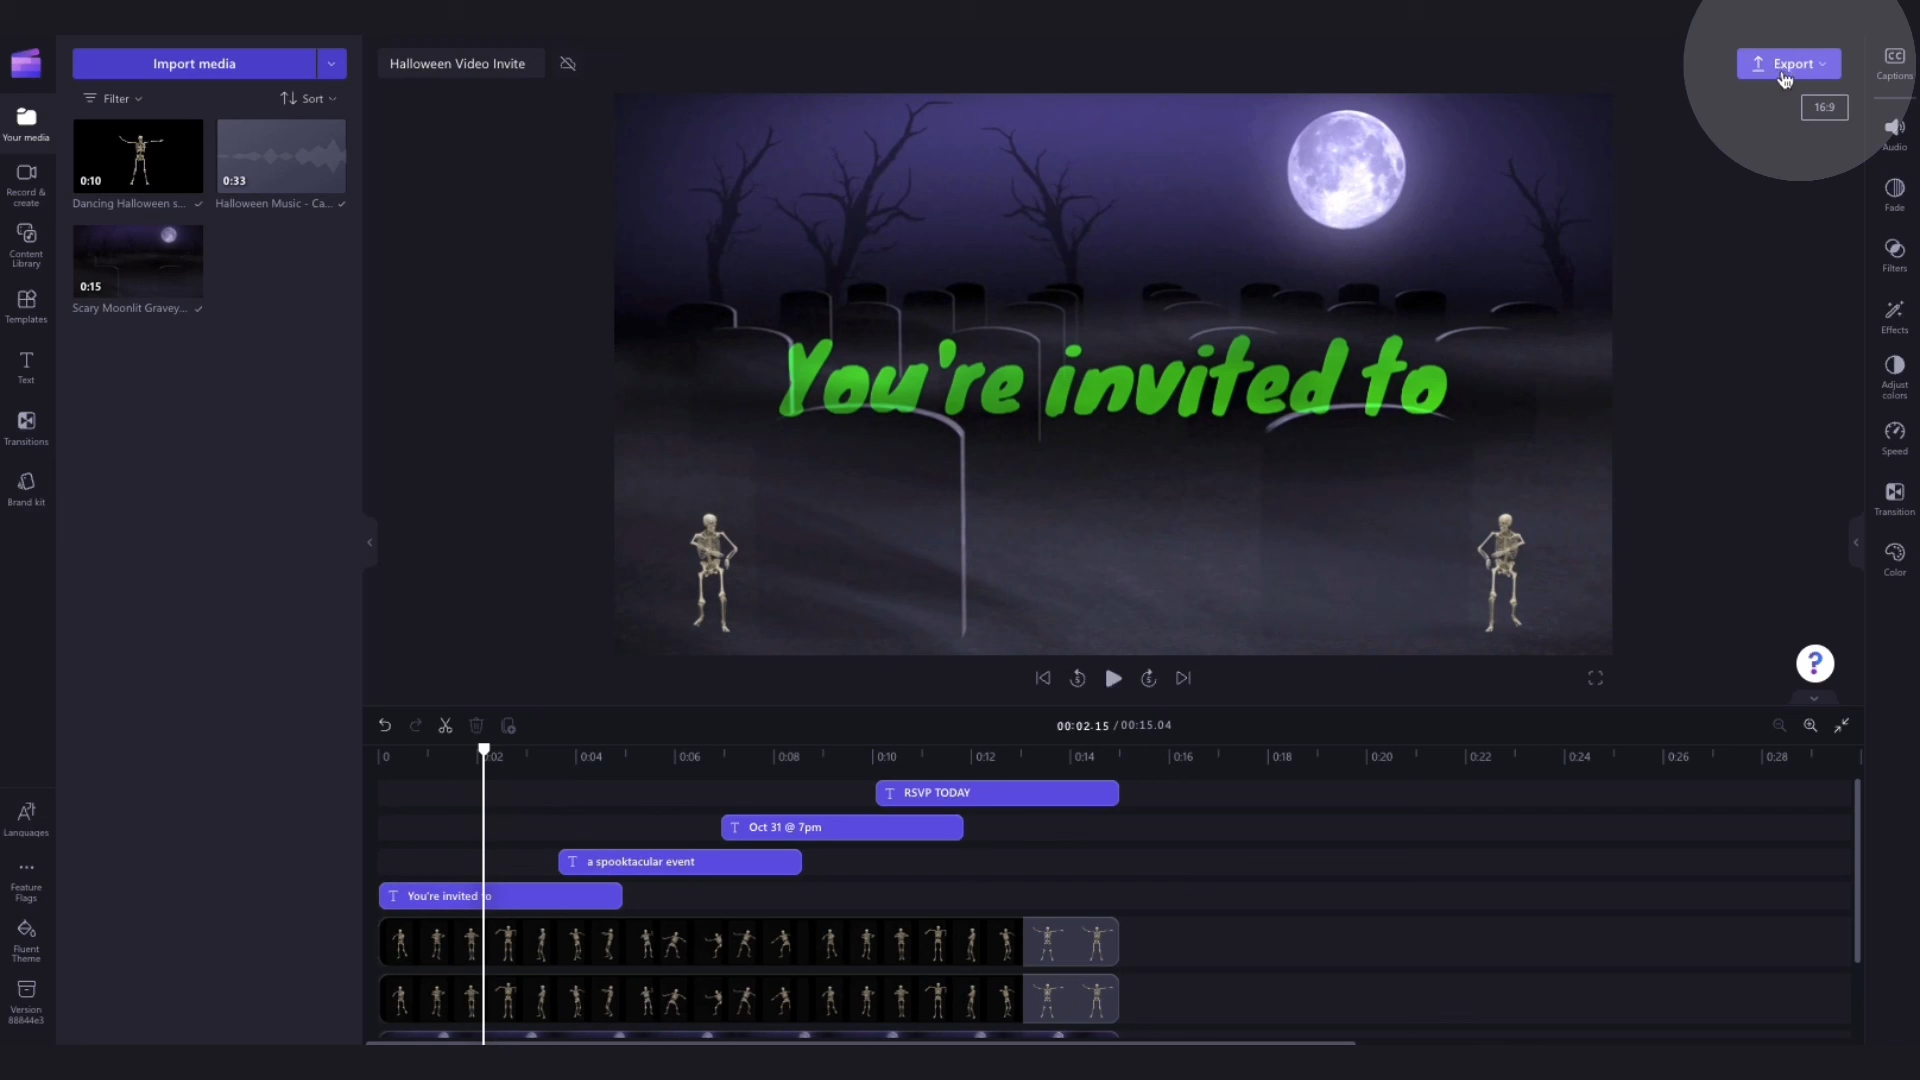 Import media
Halloween Video Invite
Export
16:9
Filter
Sort
Your media
Record &
create
Content
Library
Templates
Text
Transitions
Brand kit
Languages
Feature
Flags
Fluent
Theme
Version
88844e3
0:10
Dancing Halloween s...
0:33
Halloween Music - Ca...
0:15
Scary Moonlit Gravey...
You're invited to
CC
Captions
Audio
Fade
Filters
Effects
Adjust
colors
Speed
Transition
Color
?
5
5
00:02.15 / 00:15.04
0
0:02
0:04
0:06
0:08
0:10
0:12
0:14
0:16
0:18
0:20
0:22
0:24
0:26
0:28
T RSVP TODAY
T Oct 31 @ 7pm
T a spooktacular event
T You're invited to